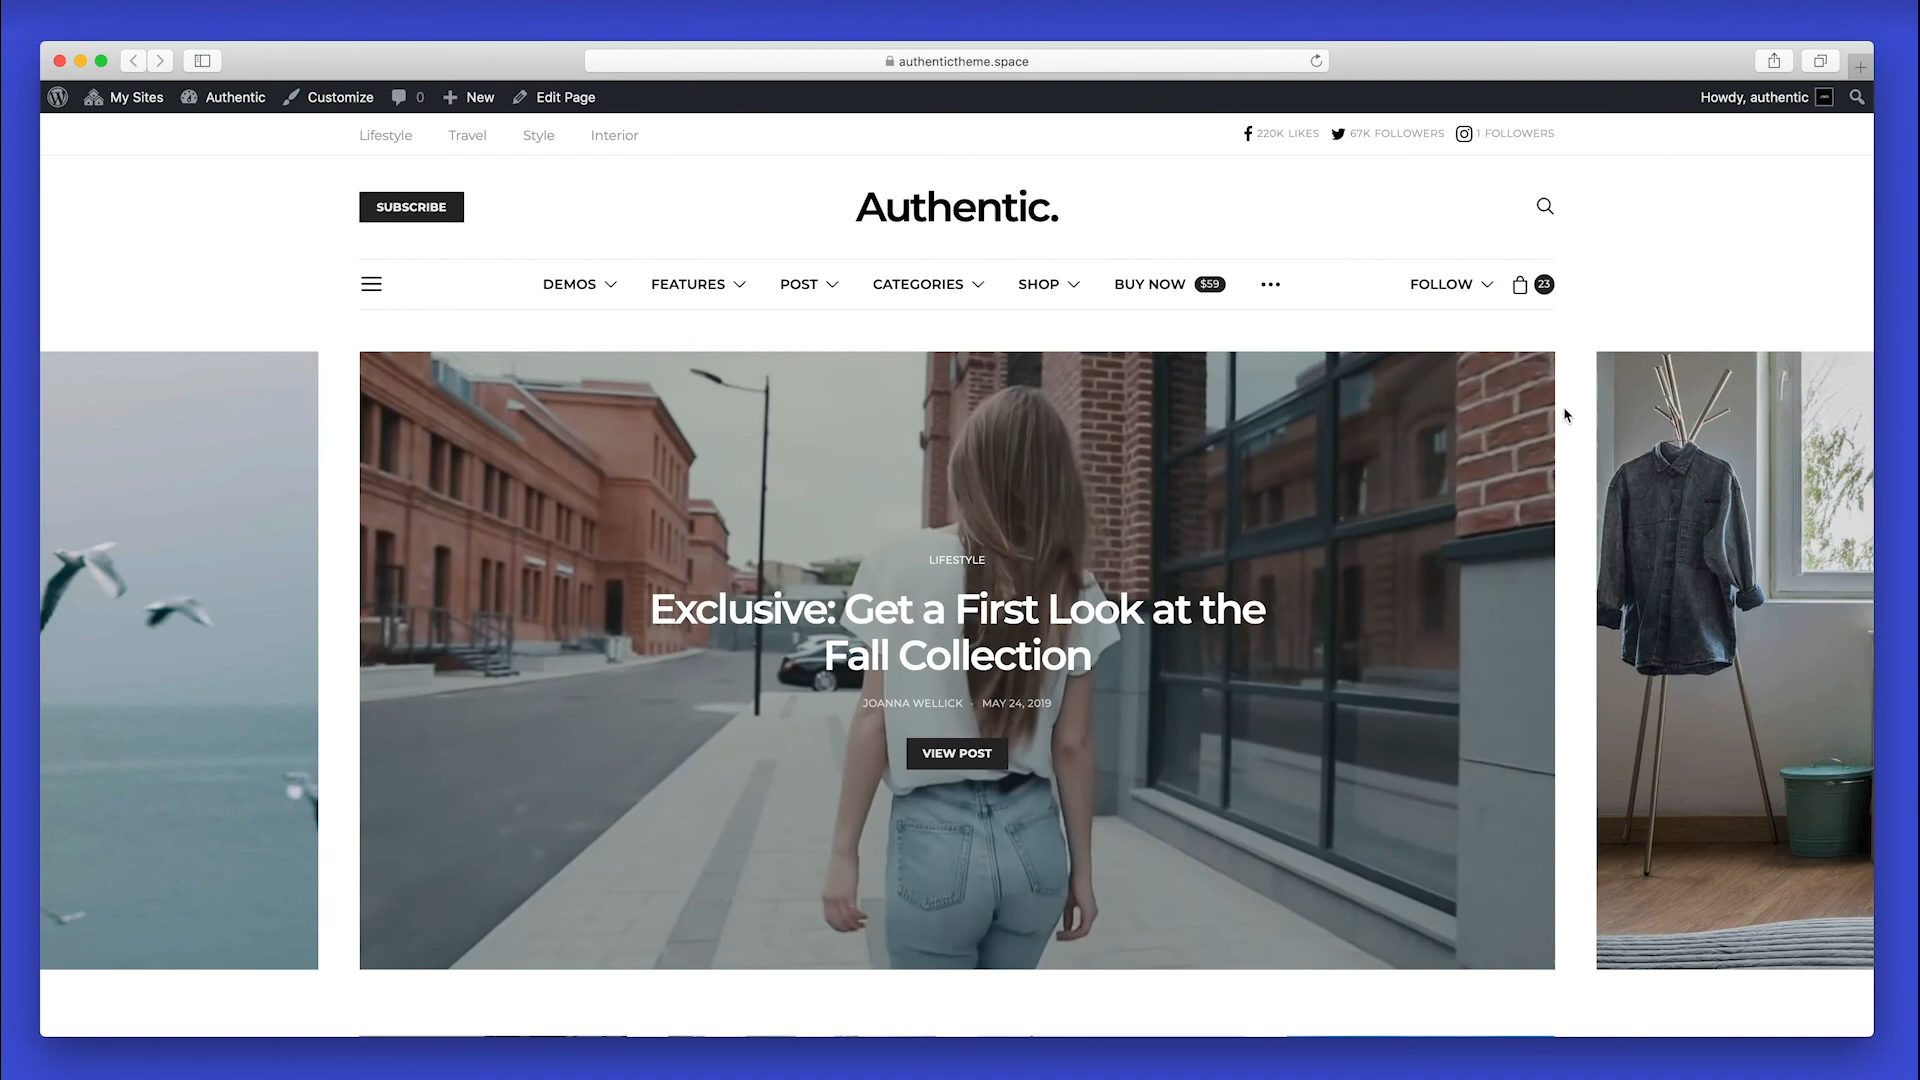 authentictheme.space
My Sites Authentic Customize 0 New Edit Page Howdy, authentic
Lifestyle Travel Style Interior 220K LIKES 67K FOLLOWERS 1 FOLLOWERS
SUBSCRIBE Authentic.
DEMOS FEATURES POST CATEGORIES SHOP BUY NOW $59 ••• FOLLOW 23
LIFESTYLE
Exclusive: Get a First Look at the
Fall Collection
JOANNA WELLICK · MAY 24, 2019
VIEW POST